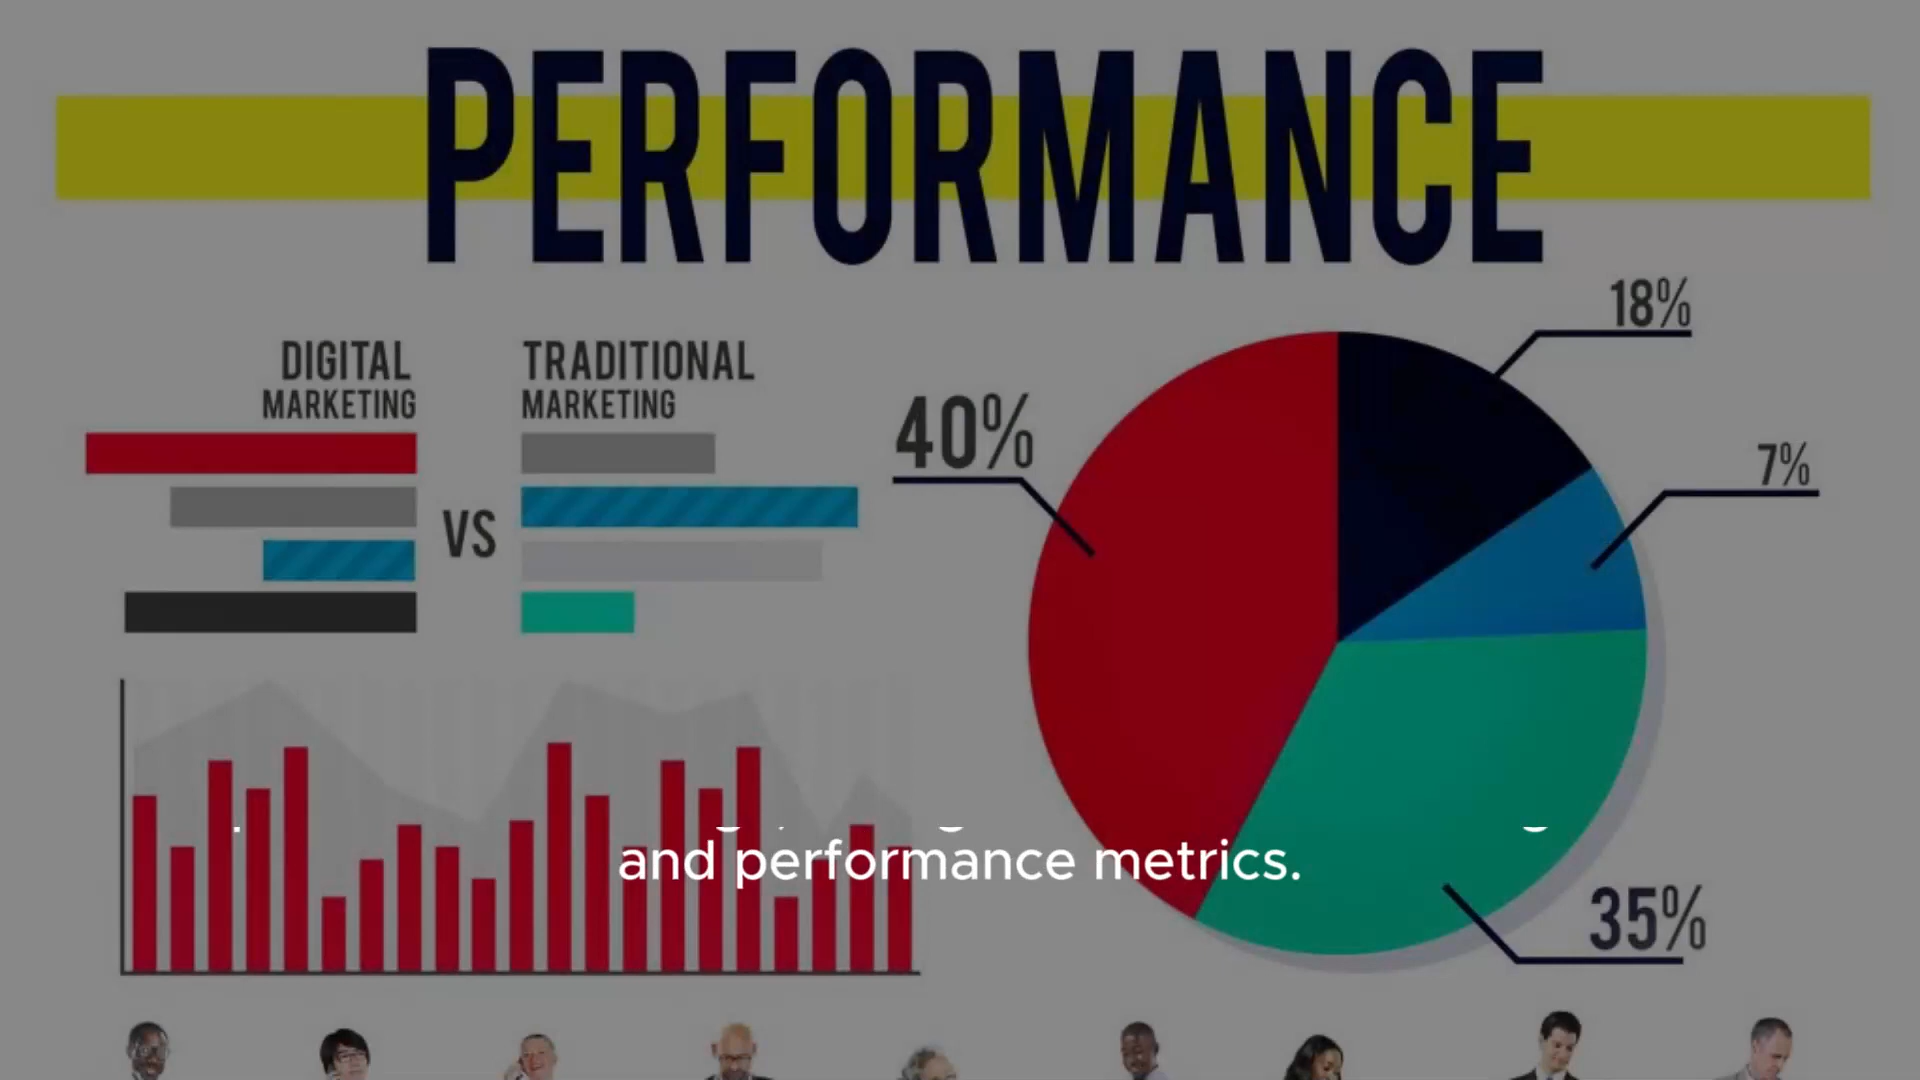 PERFORMANCE
DIGITAL
MARKETING
VS
TRADITIONAL
MARKETING
40%
18%
7%
35%
and performance metrics.